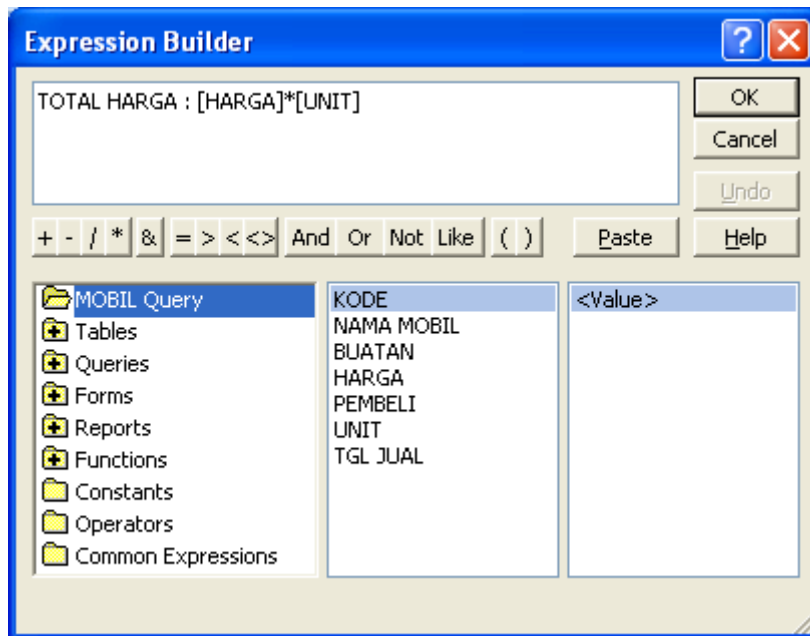 Expression Builder
?
TOTAL HARGA : [HARGA]*[UNIT]
OK
Cancel
Undo
+ - / * & = > < <> And Or Not Like ( ) Paste Help
MOBIL Query
Tables
Queries
Forms
Reports
Functions
Constants
Operators
Common Expressions
KODE
NAMA MOBIL
BUATAN
HARGA
PEMBELI
UNIT
TGL JUAL
<Value>